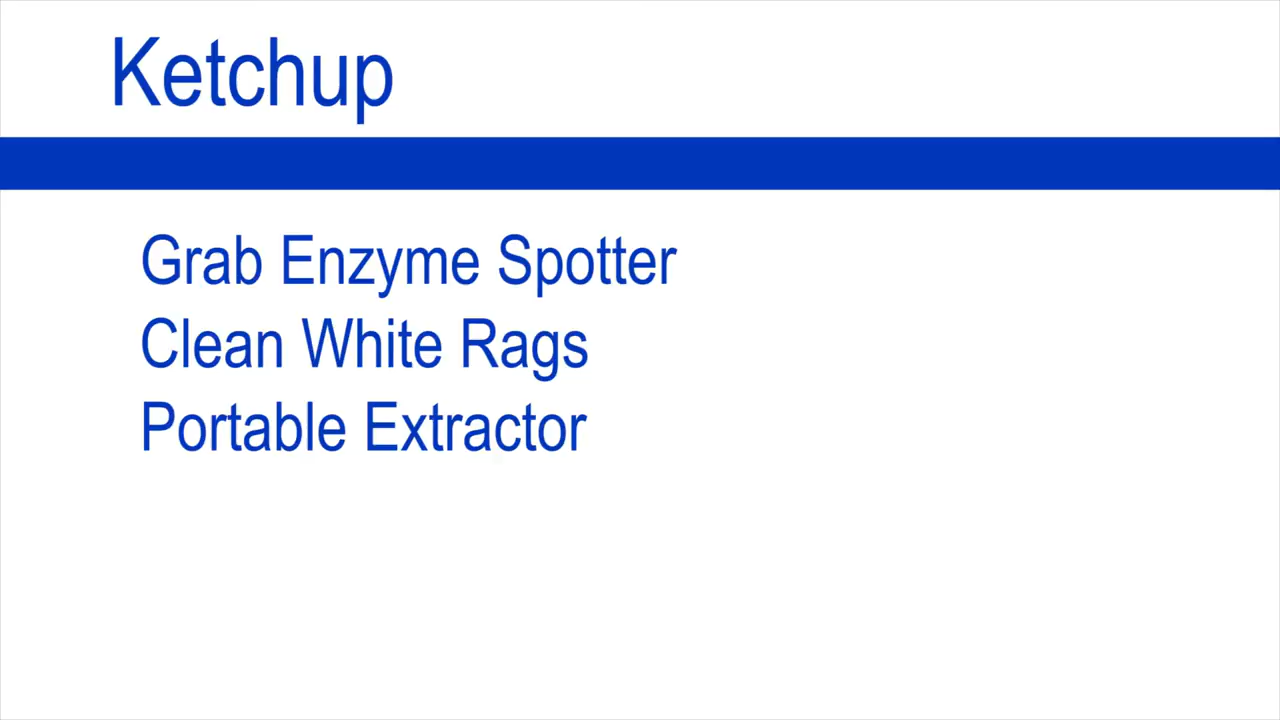 Ketchup
Grab Enzyme Spotter
Clean White Rags
Portable Extractor